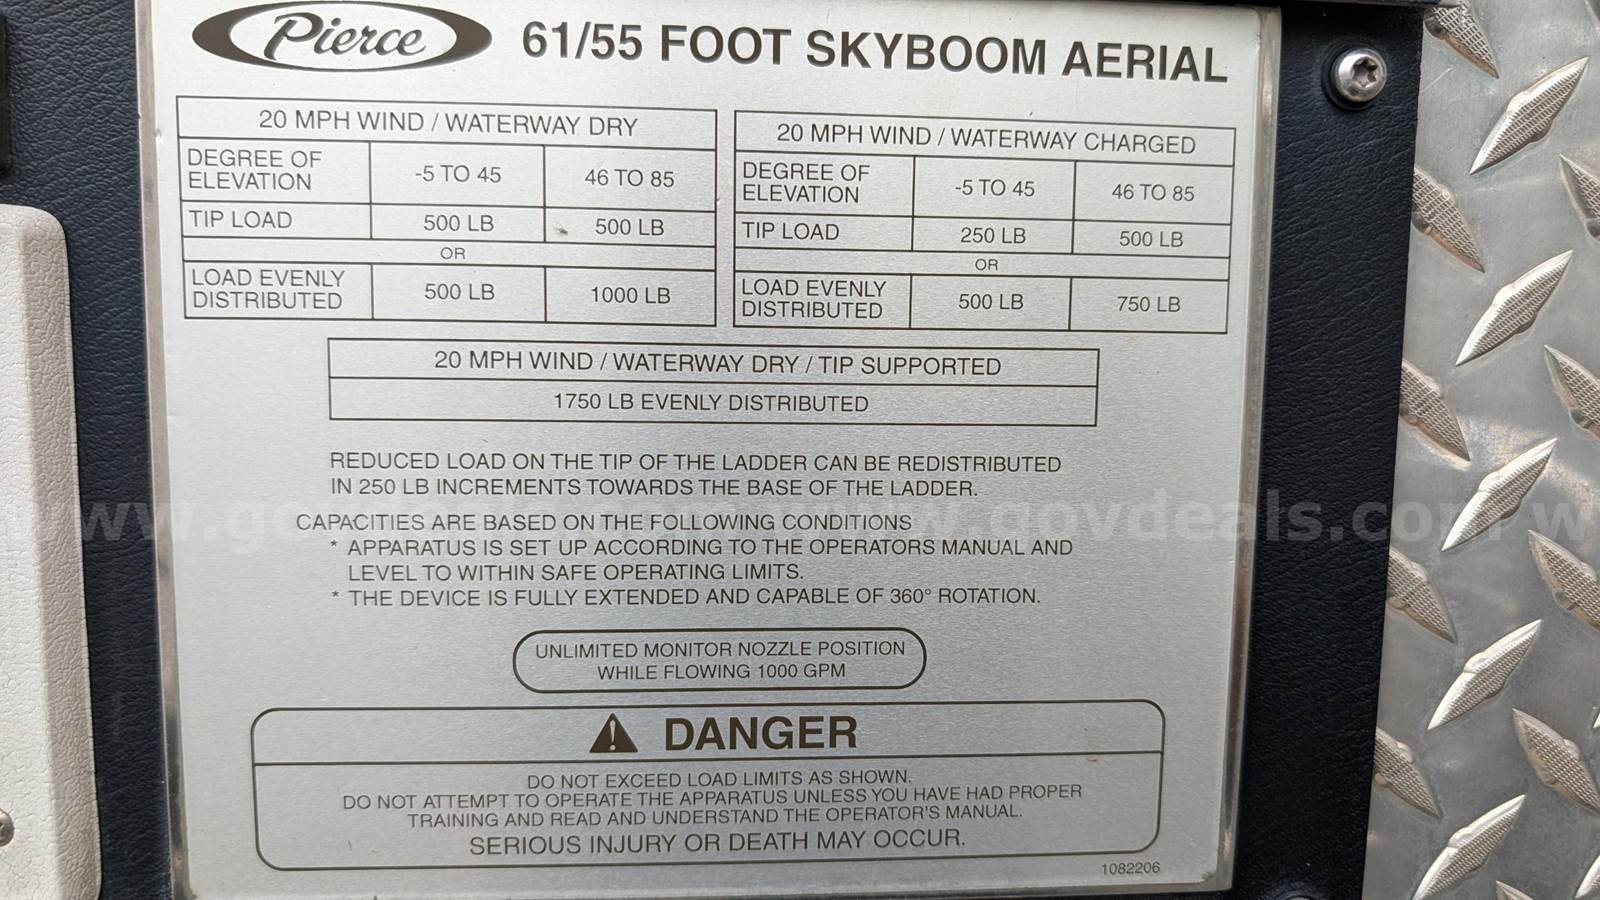 Pierce 61/55 FOOT SKYBOOM AERIAL
20 MPH WIND / WATERWAY DRY
DEGREE OF ELEVATION -5 TO 45 46 TO 85
TIP LOAD 500 LB 500 LB
OR
LOAD EVENLY DISTRIBUTED 500 LB 1000 LB
20 MPH WIND / WATERWAY CHARGED
DEGREE OF ELEVATION -5 TO 45 46 TO 85
TIP LOAD 250 LB 500 LB
OR
LOAD EVENLY DISTRIBUTED 500 LB 750 LB
20 MPH WIND / WATERWAY DRY / TIP SUPPORTED
1750 LB EVENLY DISTRIBUTED
REDUCED LOAD ON THE TIP OF THE LADDER CAN BE REDISTRIBUTED
IN 250 LB INCREMENTS TOWARDS THE BASE OF THE LADDER.
CAPACITIES ARE BASED ON THE FOLLOWING CONDITIONS
* APPARATUS IS SET UP ACCORDING TO THE OPERATORS MANUAL AND
LEVEL TO WITHIN SAFE OPERATING LIMITS.
* THE DEVICE IS FULLY EXTENDED AND CAPABLE OF 360° ROTATION.
UNLIMITED MONITOR NOZZLE POSITION
WHILE FLOWING 1000 GPM
DANGER
DO NOT EXCEED LOAD LIMITS AS SHOWN.
DO NOT ATTEMPT TO OPERATE THE APPARATUS UNLESS YOU HAVE HAD PROPER
TRAINING AND READ AND UNDERSTAND THE OPERATOR'S MANUAL.
SERIOUS INJURY OR DEATH MAY OCCUR.
1082206
www.govdeals.com